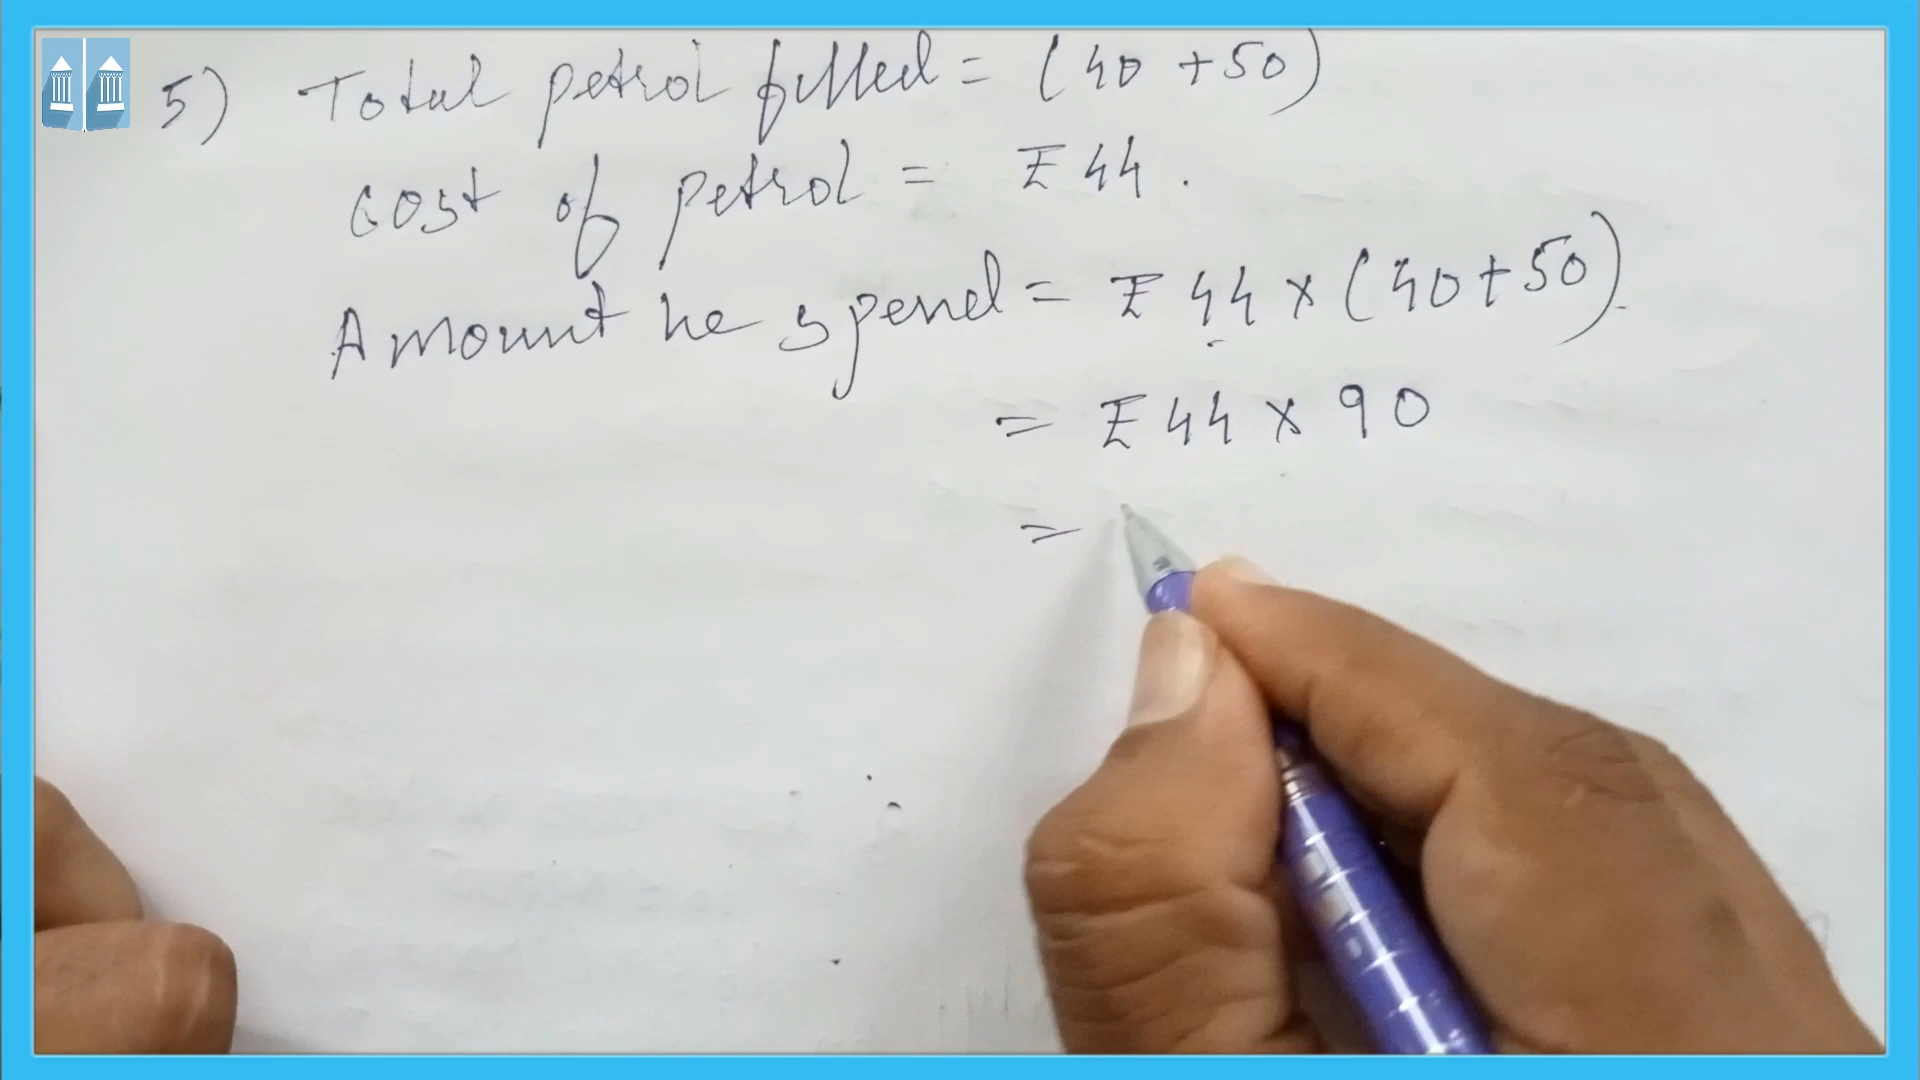 5) Total petrol filled = (40 + 50)
cost of petrol = ₹ 44.
Amount he spend = ₹ 44 × (40+50)
= ₹ 44 × 90
=